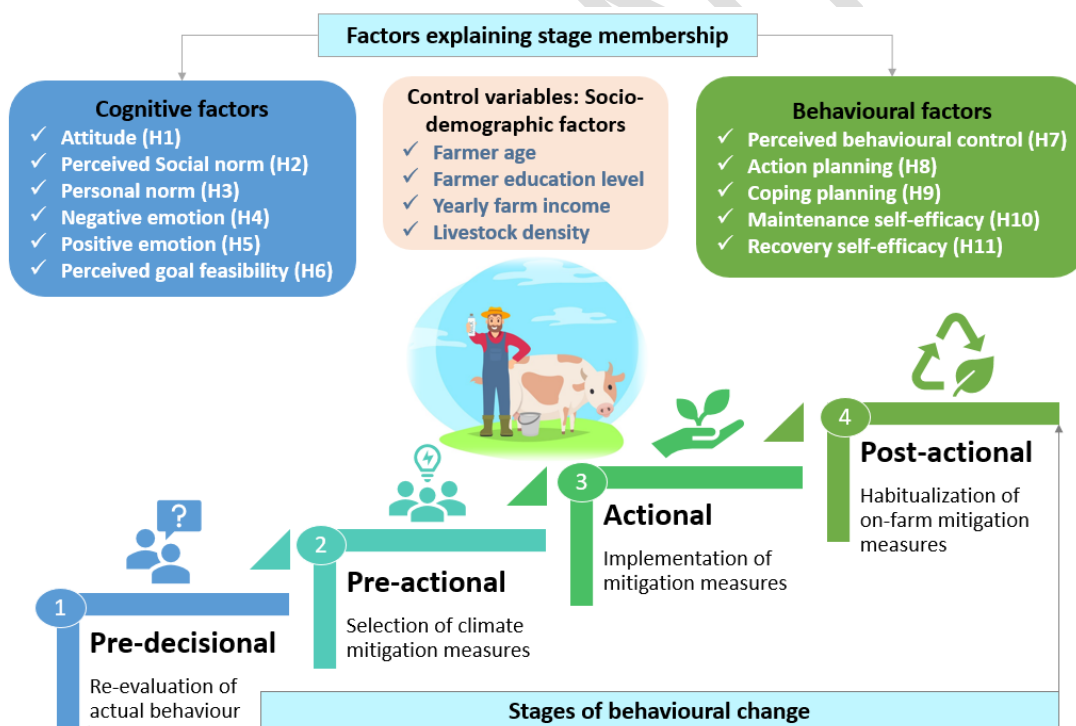 Factors explaining stage membership
Cognitive factors
✓ Attitude (H1)
✓ Perceived Social norm (H2)
✓ Personal norm (H3)
✓ Negative emotion (H4)
✓ Positive emotion (H5)
✓ Perceived goal feasibility (H6)
Control variables: Socio-
demographic factors
✓ Farmer age
✓ Farmer education level
✓ Yearly farm income
✓ Livestock density
Behavioural factors
✓ Perceived behavioural control (H7)
✓ Action planning (H8)
✓ Coping planning (H9)
✓ Maintenance self-efficacy (H10)
✓ Recovery self-efficacy (H11)
?
1
Pre-decisional
Re-evaluation of
actual behaviour
2
Pre-actional
Selection of climate
mitigation measures
3
Actional
Implementation of
mitigation measures
4
Post-actional
Habitualization of
on-farm mitigation
measures
Stages of behavioural change